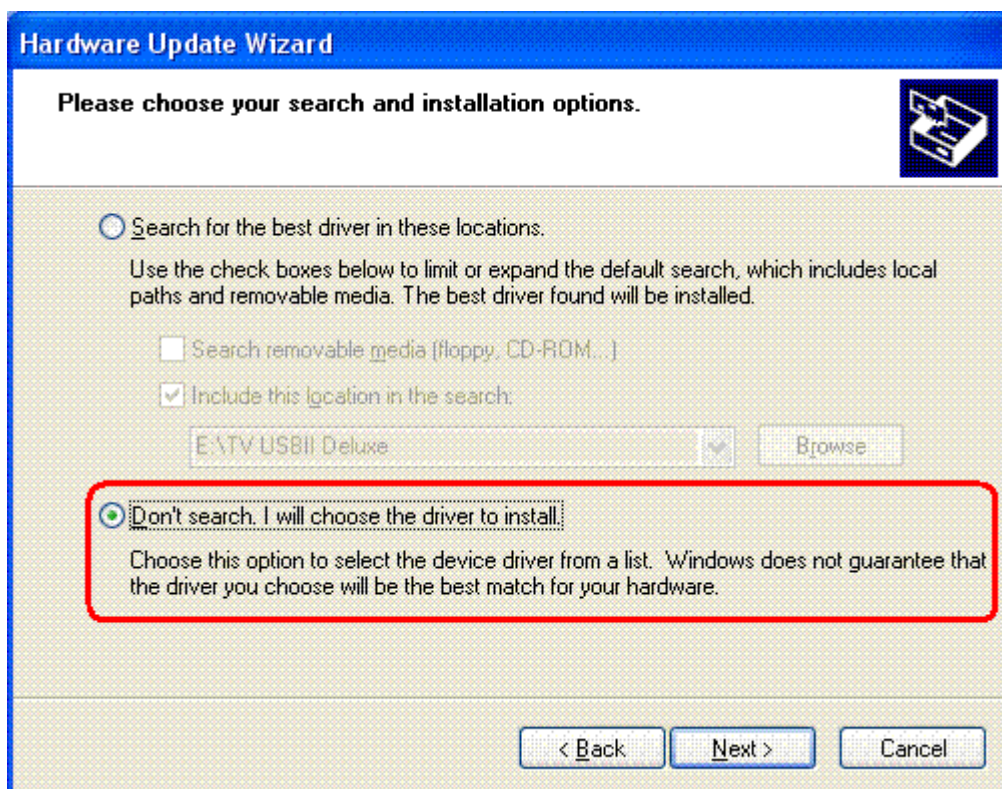 Hardware Update Wizard
Please choose your search and installation options.
Search for the best driver in these locations.
Use the check boxes below to limit or expand the default search, which includes local
paths and removable media. The best driver found will be installed.
Search removable media (floppy, CD-ROM...)
Include this location in the search:
E:\TV USBII Deluxe
Browse
Don't search. I will choose the driver to install.
Choose this option to select the device driver from a list. Windows does not guarantee that
the driver you choose will be the best match for your hardware.
< Back Next > Cancel